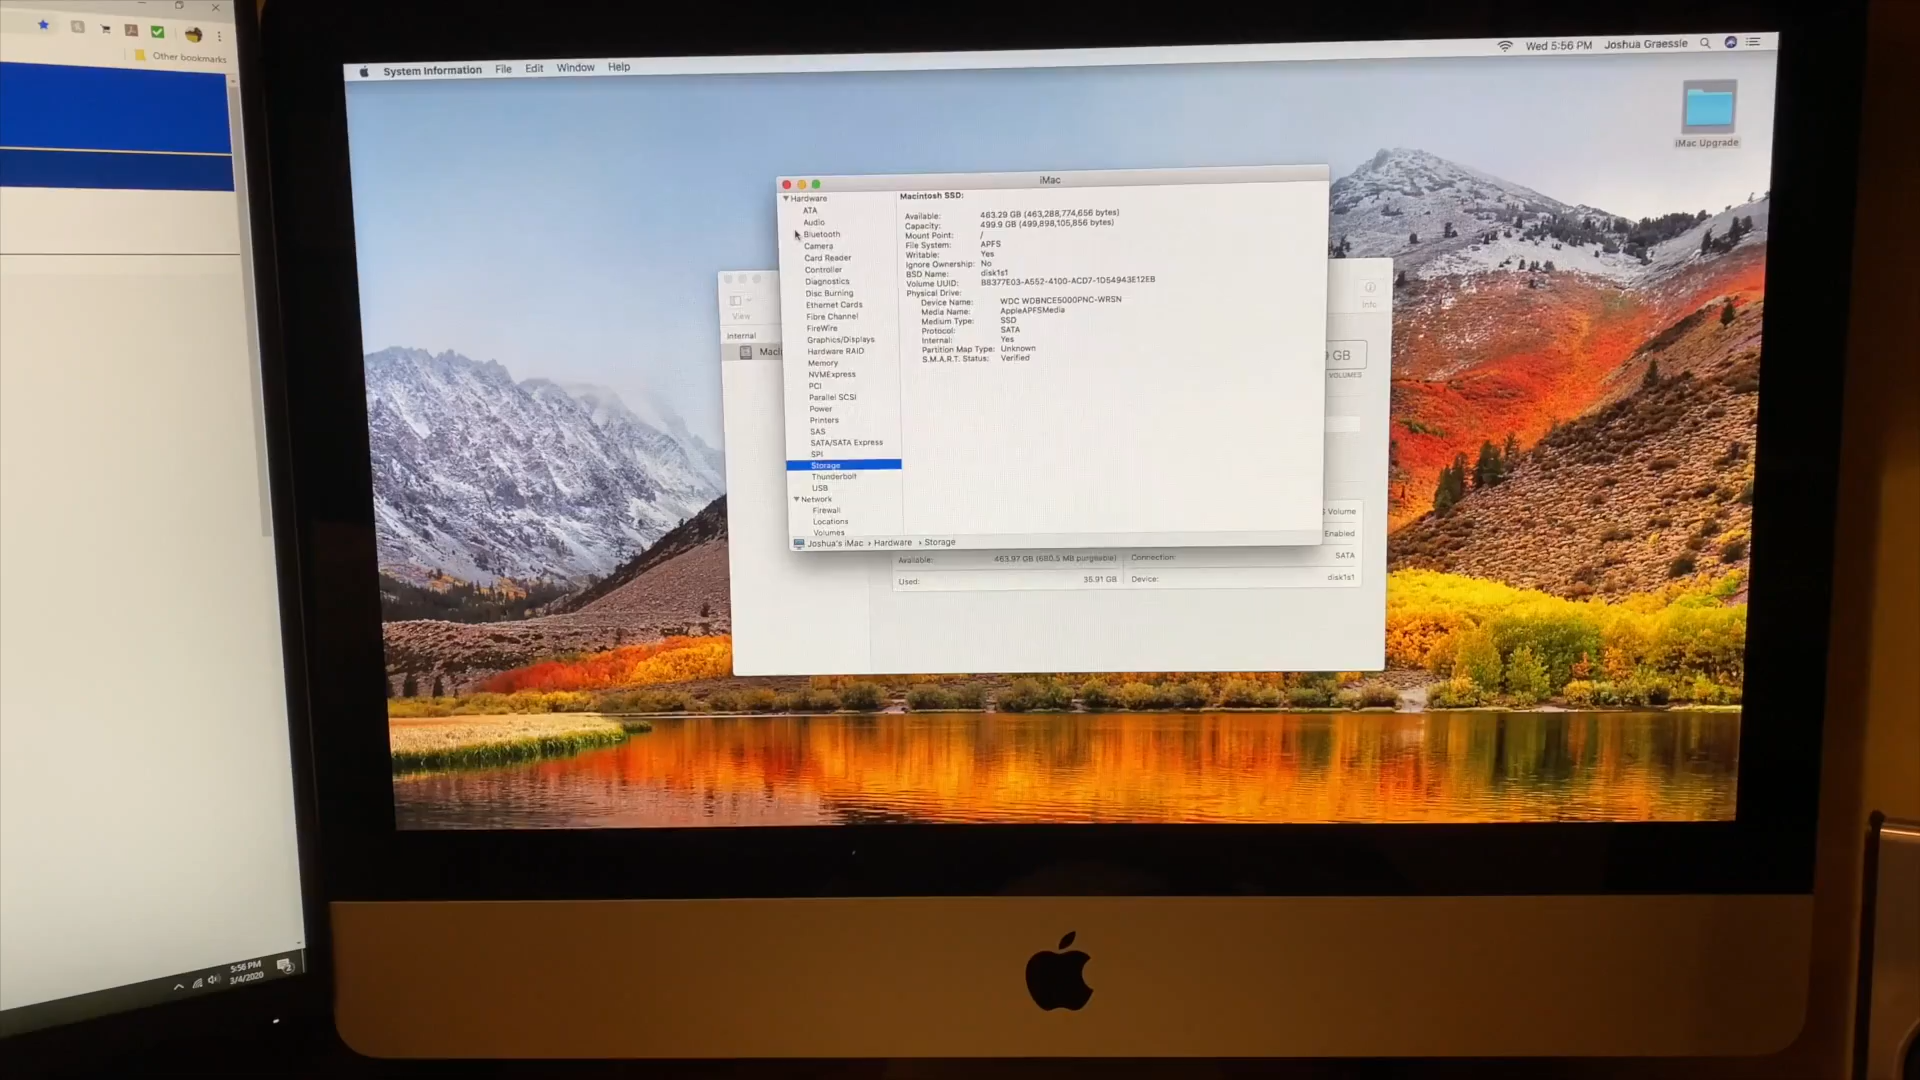 Other bookmarks
System Information File Edit Window Help
Wed 5:56 PM Joshua Graessle
iMac Upgrade
iMac
Hardware
ATA
Audio
Bluetooth
Camera
Card Reader
Controller
Diagnostics
Disc Burning
Ethernet Cards
Fibre Channel
FireWire
Graphics/Displays
Hardware RAID
Memory
NVMExpress
PCI
Parallel SCSI
Power
Printers
SAS
SATA/SATA Express
SPI
Storage
Thunderbolt
USB
Network
Firewall
Locations
Volumes
Macintosh SSD:
Available: 463.29 GB (463,288,774,656 bytes)
Capacity: 499.9 GB (499,898,105,856 bytes)
Mount Point: /
File System: APFS
Writable: Yes
Ignore Ownership: No
BSD Name: disk1s1
Volume UUID: B8377E03-A552-4100-ACD7-1D54943E12EB
Physical Drive:
Device Name: WDC WDBNCE5000PNC-WRSN
Media Name: AppleAPFSMedia
Medium Type: SSD
Protocol: SATA
Internal: Yes
Partition Map Type: Unknown
S.M.A.R.T. Status: Verified
Joshua's iMac › Hardware › Storage
View
Internal
Info
GB
VOLUMES
Volume
Enabled
Available: 463.97 GB (680.5 MB purgeable) Connection: SATA
Used: 35.91 GB Device: disk1s1
5:56 PM
3/4/2020
2